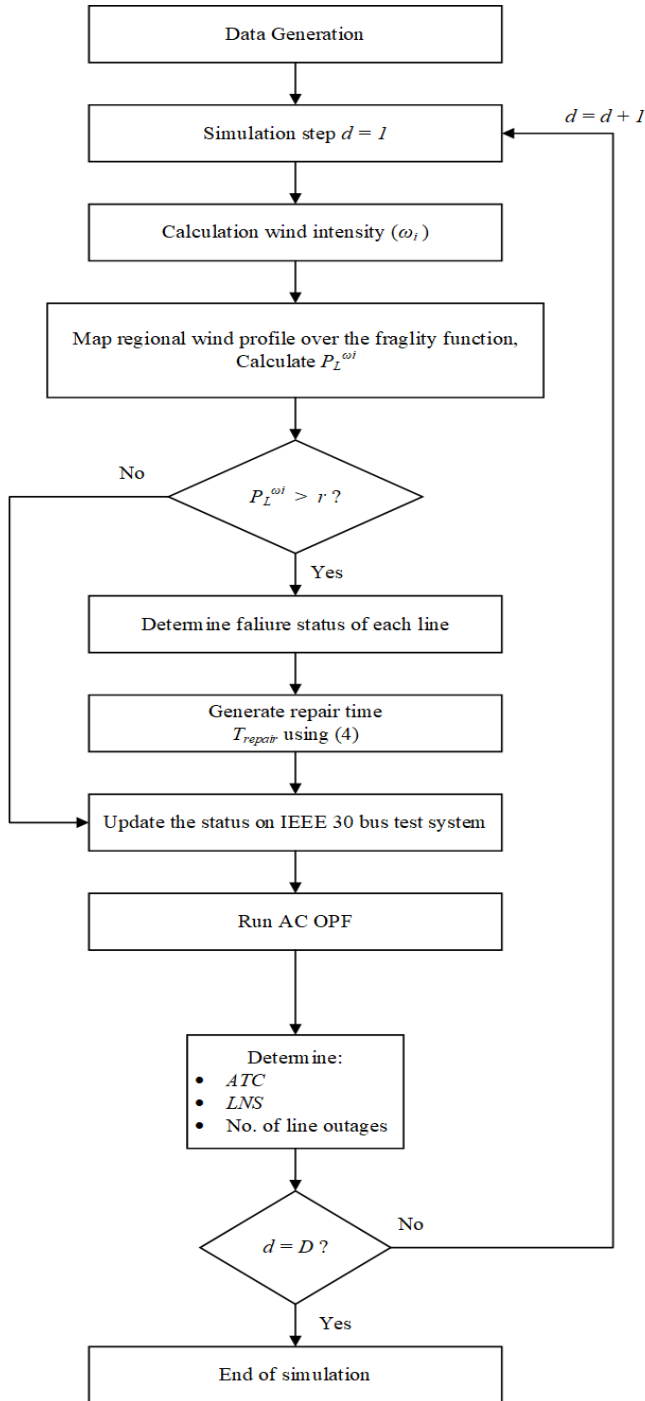 Data Generation
Simulation step d = 1
d = d + 1
Calculation wind intensity (ωi )
Map regional wind profile over the fraglity function,
Calculate PLωi
No
PLωi > r ?
Yes
Determine faliure status of each line
Generate repair time
Trepair using (4)
Update the status on IEEE 30 bus test system
Run AC OPF
Determine:
• ATC
• LNS
• No. of line outages
d = D ?
No
Yes
End of simulation